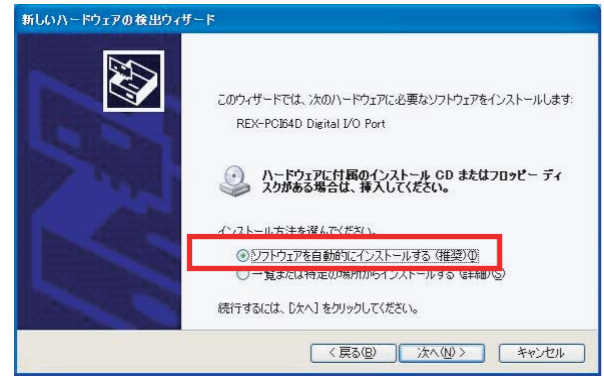 新しいハードウェアの検出ウィザード
このウィザードでは、次のハードウェアに必要なソフトウェアをインストールします:
REX-PCI64D Digital I/O Port
ハードウェアに付属のインストール CD またはフロッピー ディ
スクがある場合は、挿入してください。
インストール方法を選んでください。
ソフトウェアを自動的にインストールする (推奨)(I)
一覧または特定の場所からインストールする (詳細)(S)
続行するには、[次へ] をクリックしてください。
< 戻る(B)
次へ(N) >
キャンセル